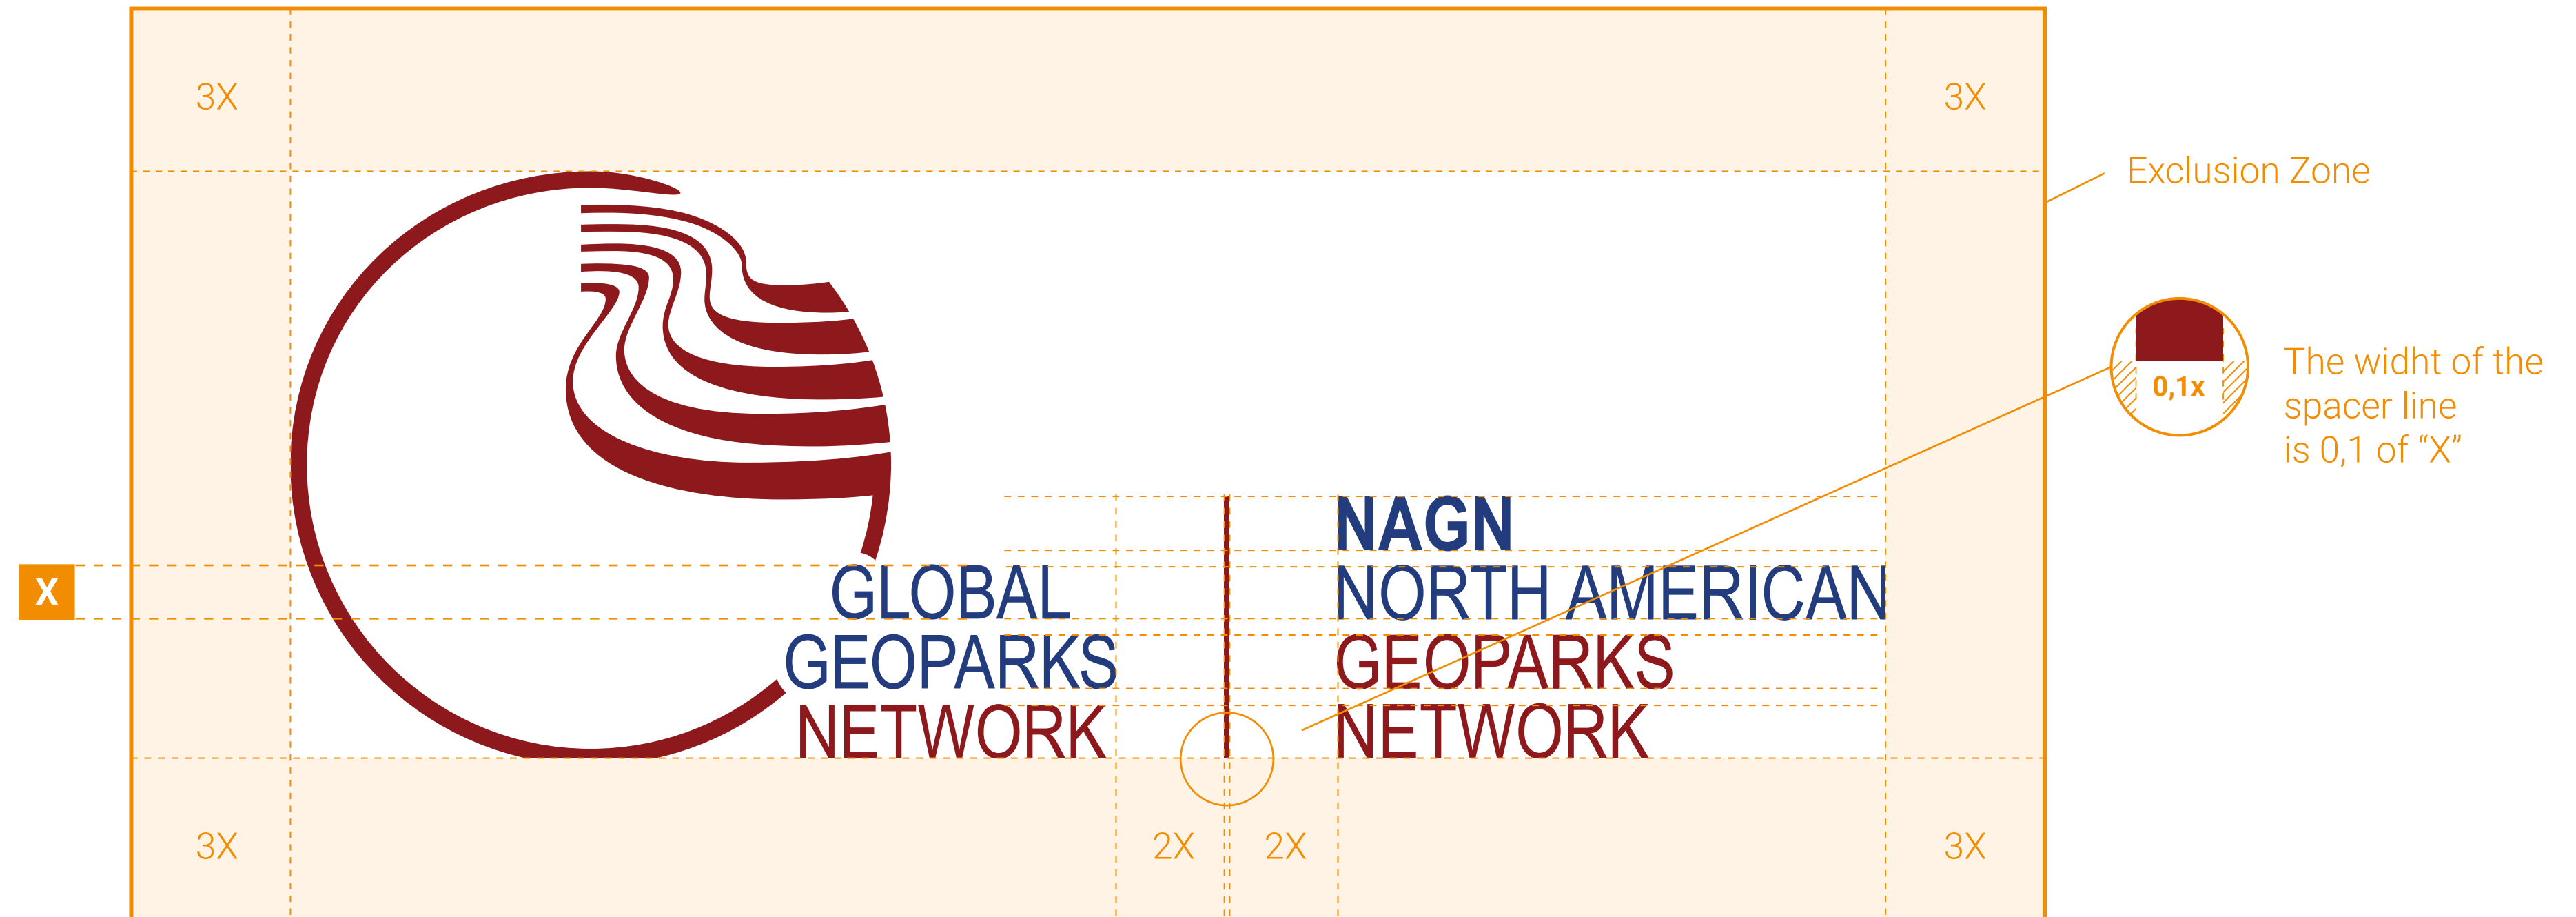 3X
3X
Exclusion Zone
The widht of the
spacer line
is 0,1 of “X”
0,1x
NAGN
X
GLOBAL
GEOPARKS
NETWORK
NORTH AMERICAN
GEOPARKS
NETWORK
3X
2X
2X
3X